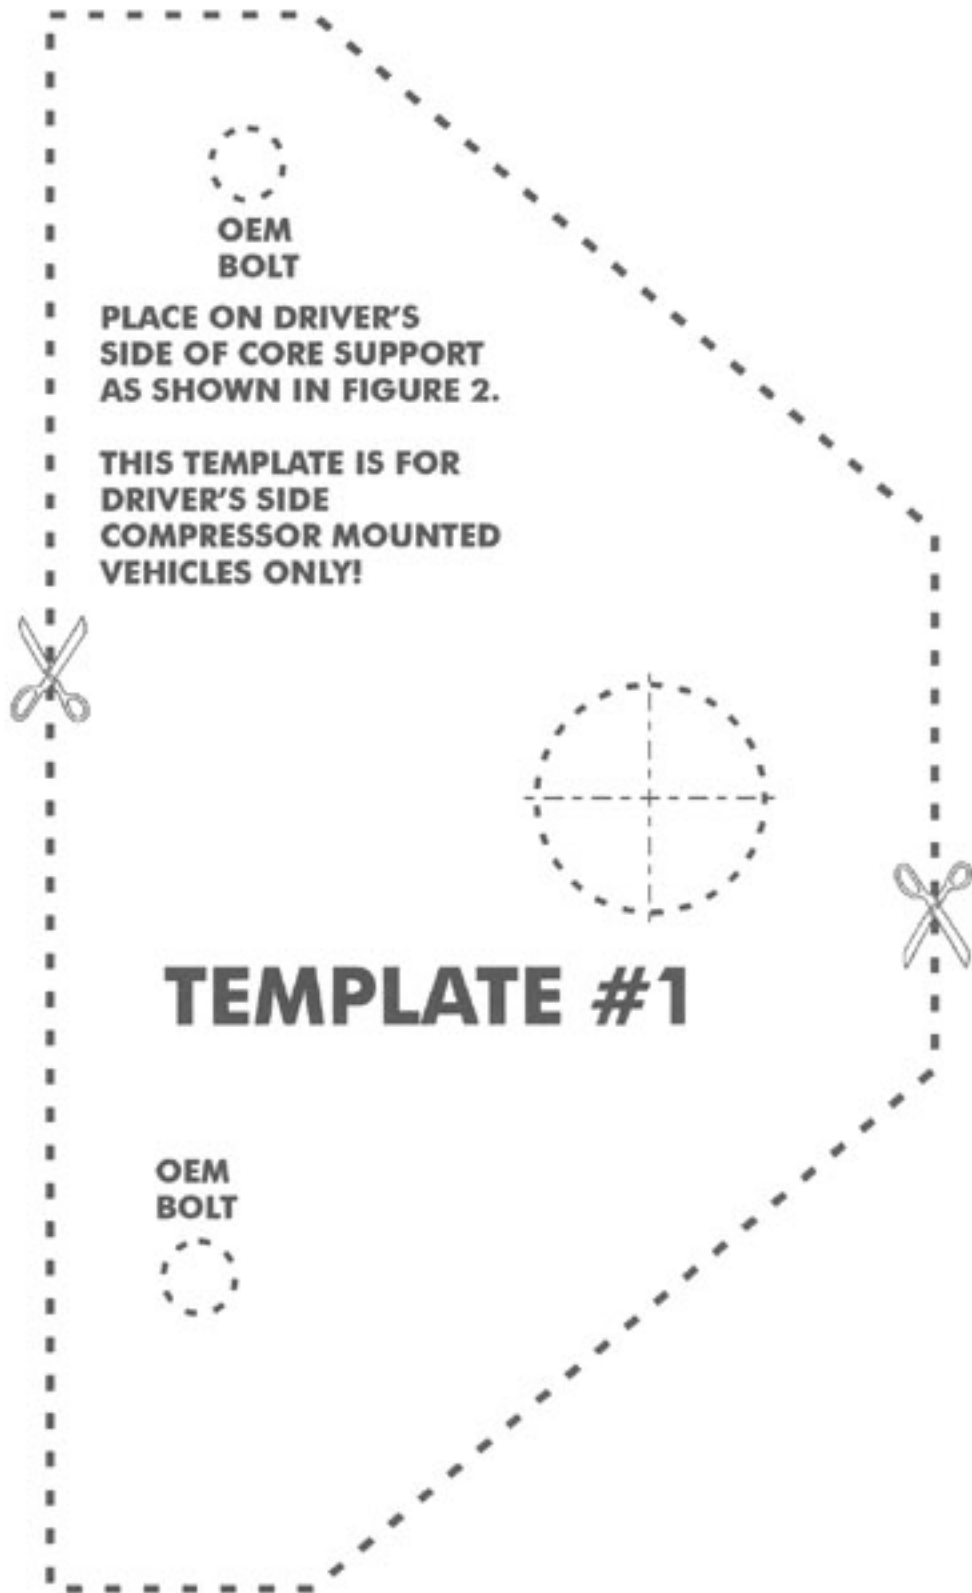 OEM
BOLT
PLACE ON DRIVER'S
SIDE OF CORE SUPPORT
AS SHOWN IN FIGURE 2.
THIS TEMPLATE IS FOR
DRIVER'S SIDE
COMPRESSOR MOUNTED
VEHICLES ONLY!
TEMPLATE #1
OEM
BOLT